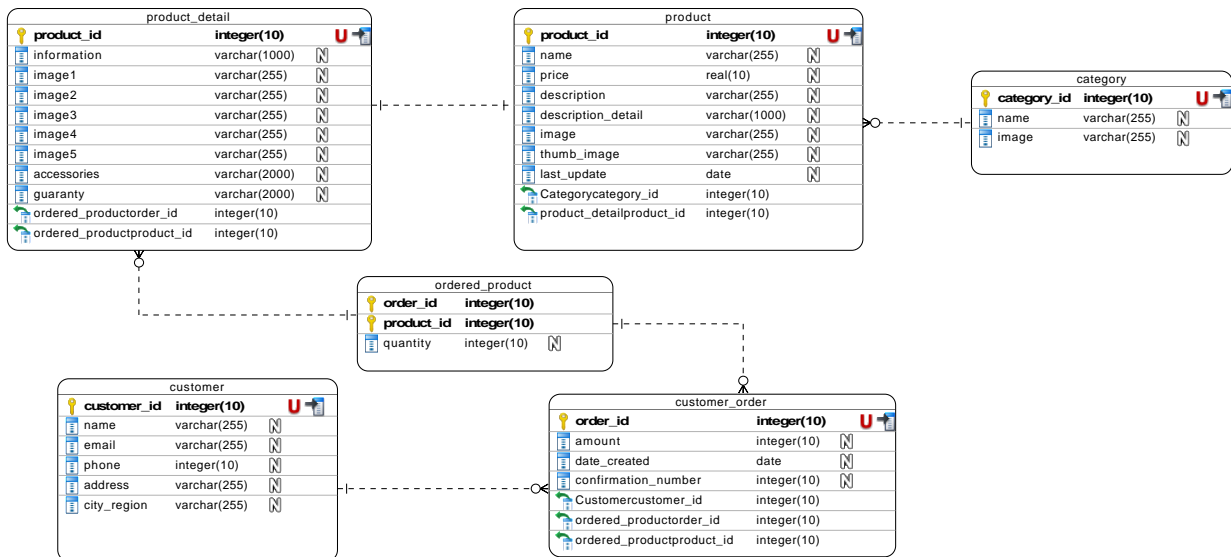 product_detail
product_id integer(10) U
information varchar(1000) N
image1 varchar(255) N
image2 varchar(255) N
image3 varchar(255) N
image4 varchar(255) N
image5 varchar(255) N
accessories varchar(2000) N
guaranty varchar(2000) N
ordered_productorder_id integer(10)
ordered_productproduct_id integer(10)
product
product_id integer(10) U
name varchar(255) N
price real(10) N
description varchar(255) N
description_detail varchar(1000) N
image varchar(255) N
thumb_image varchar(255) N
last_update date N
Categorycategory_id integer(10)
product_detailproduct_id integer(10)
category
category_id integer(10) U
name varchar(255) N
image varchar(255) N
ordered_product
order_id integer(10)
product_id integer(10)
quantity integer(10) N
customer
customer_id integer(10) U
name varchar(255) N
email varchar(255) N
phone integer(10) N
address varchar(255) N
city_region varchar(255) N
customer_order
order_id integer(10) U
amount integer(10) N
date_created date N
confirmation_number integer(10) N
Customercustomer_id integer(10)
ordered_productorder_id integer(10)
ordered_productproduct_id integer(10)